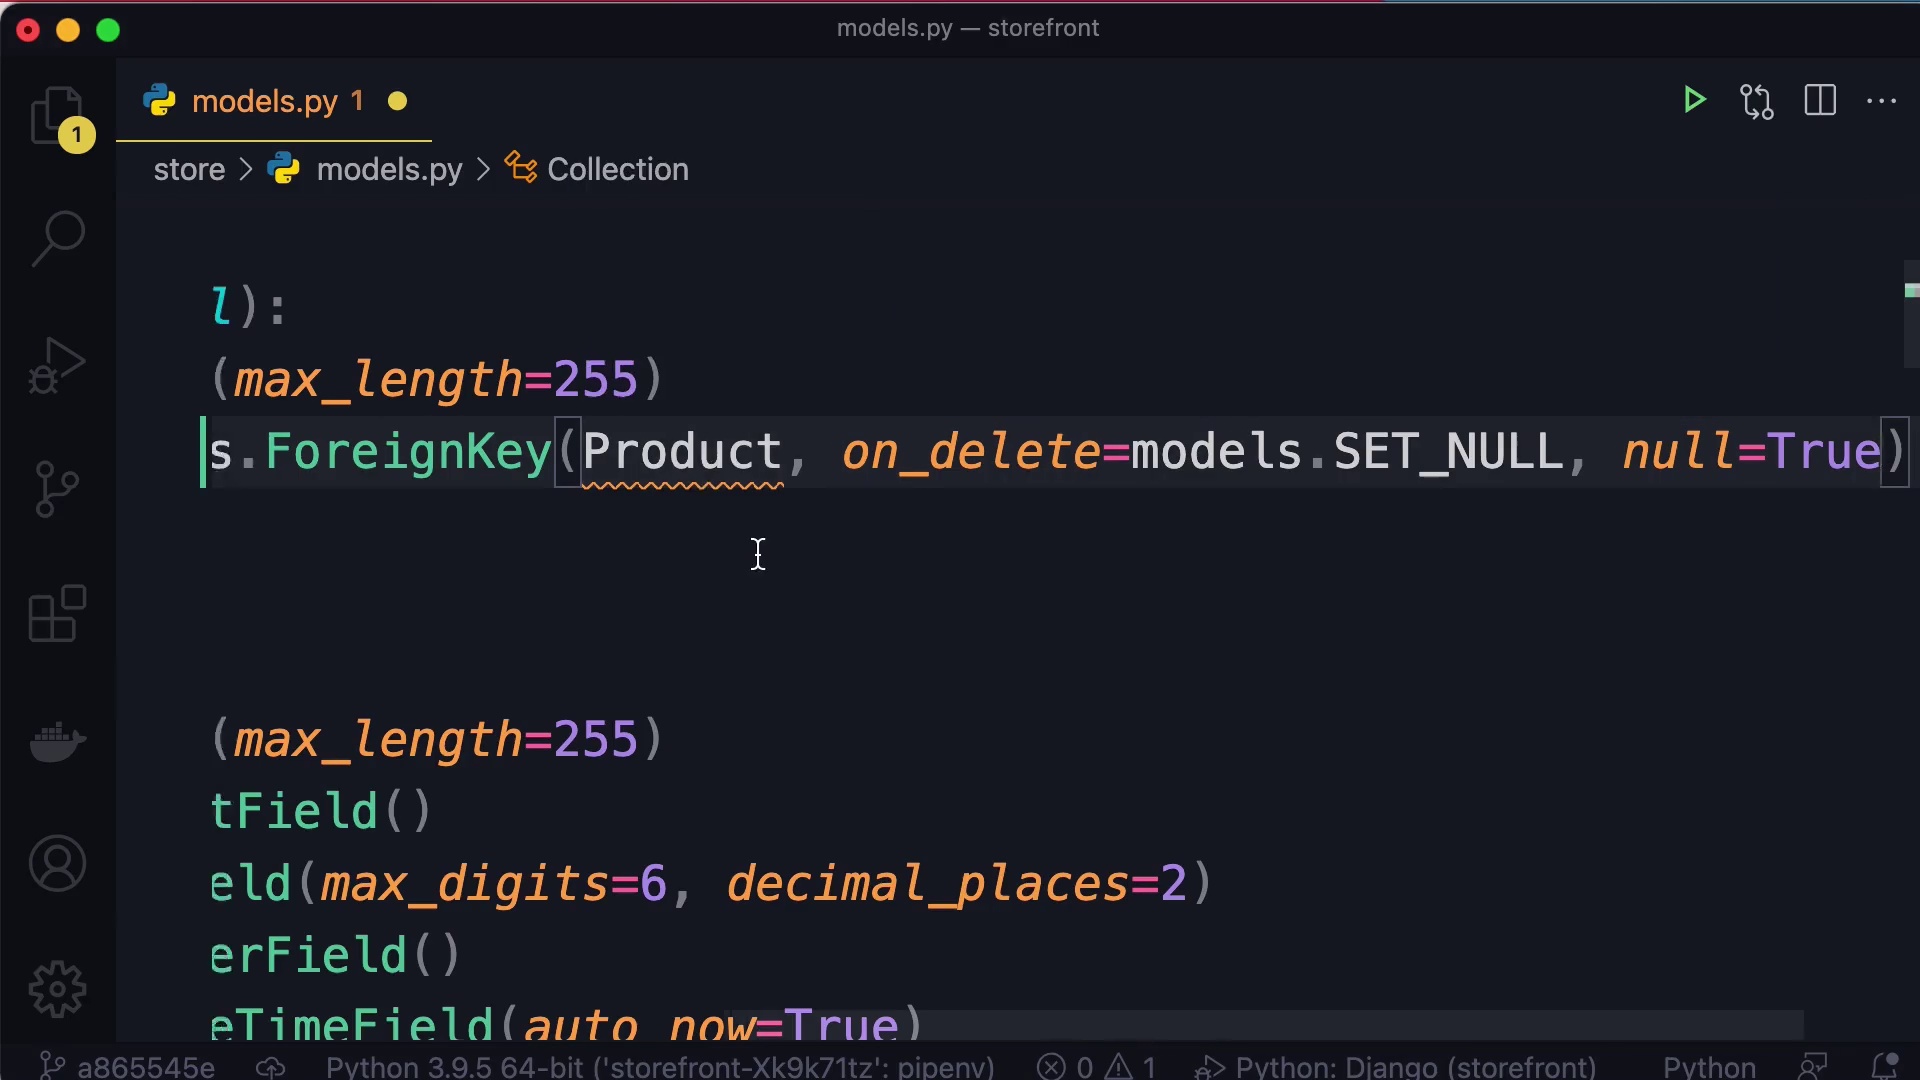 models.py — storefront
models.py 1
1
store > models.py > Collection
l):
(max_length=255)
s.ForeignKey(Product, on_delete=models.SET_NULL, null=True)
(max_length=255)
tField()
eld(max_digits=6, decimal_places=2)
erField()
eTimeField(auto_now=True)
a865545e Python 3.9.5 64-bit ('storefront-Xk9k71tz': pipenv) 0 1 Python: Django (storefront) Python